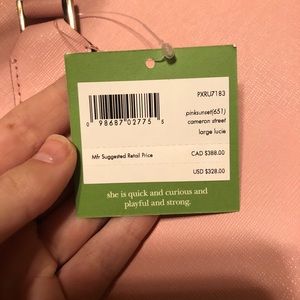 PXRU7183
0 98687 02775 5
pinksunset(651)
cameron street
large lucie
Mfr Suggested Retail Price CAD $388.00
USD $328.00
she is quick and curious and
playful and strong.